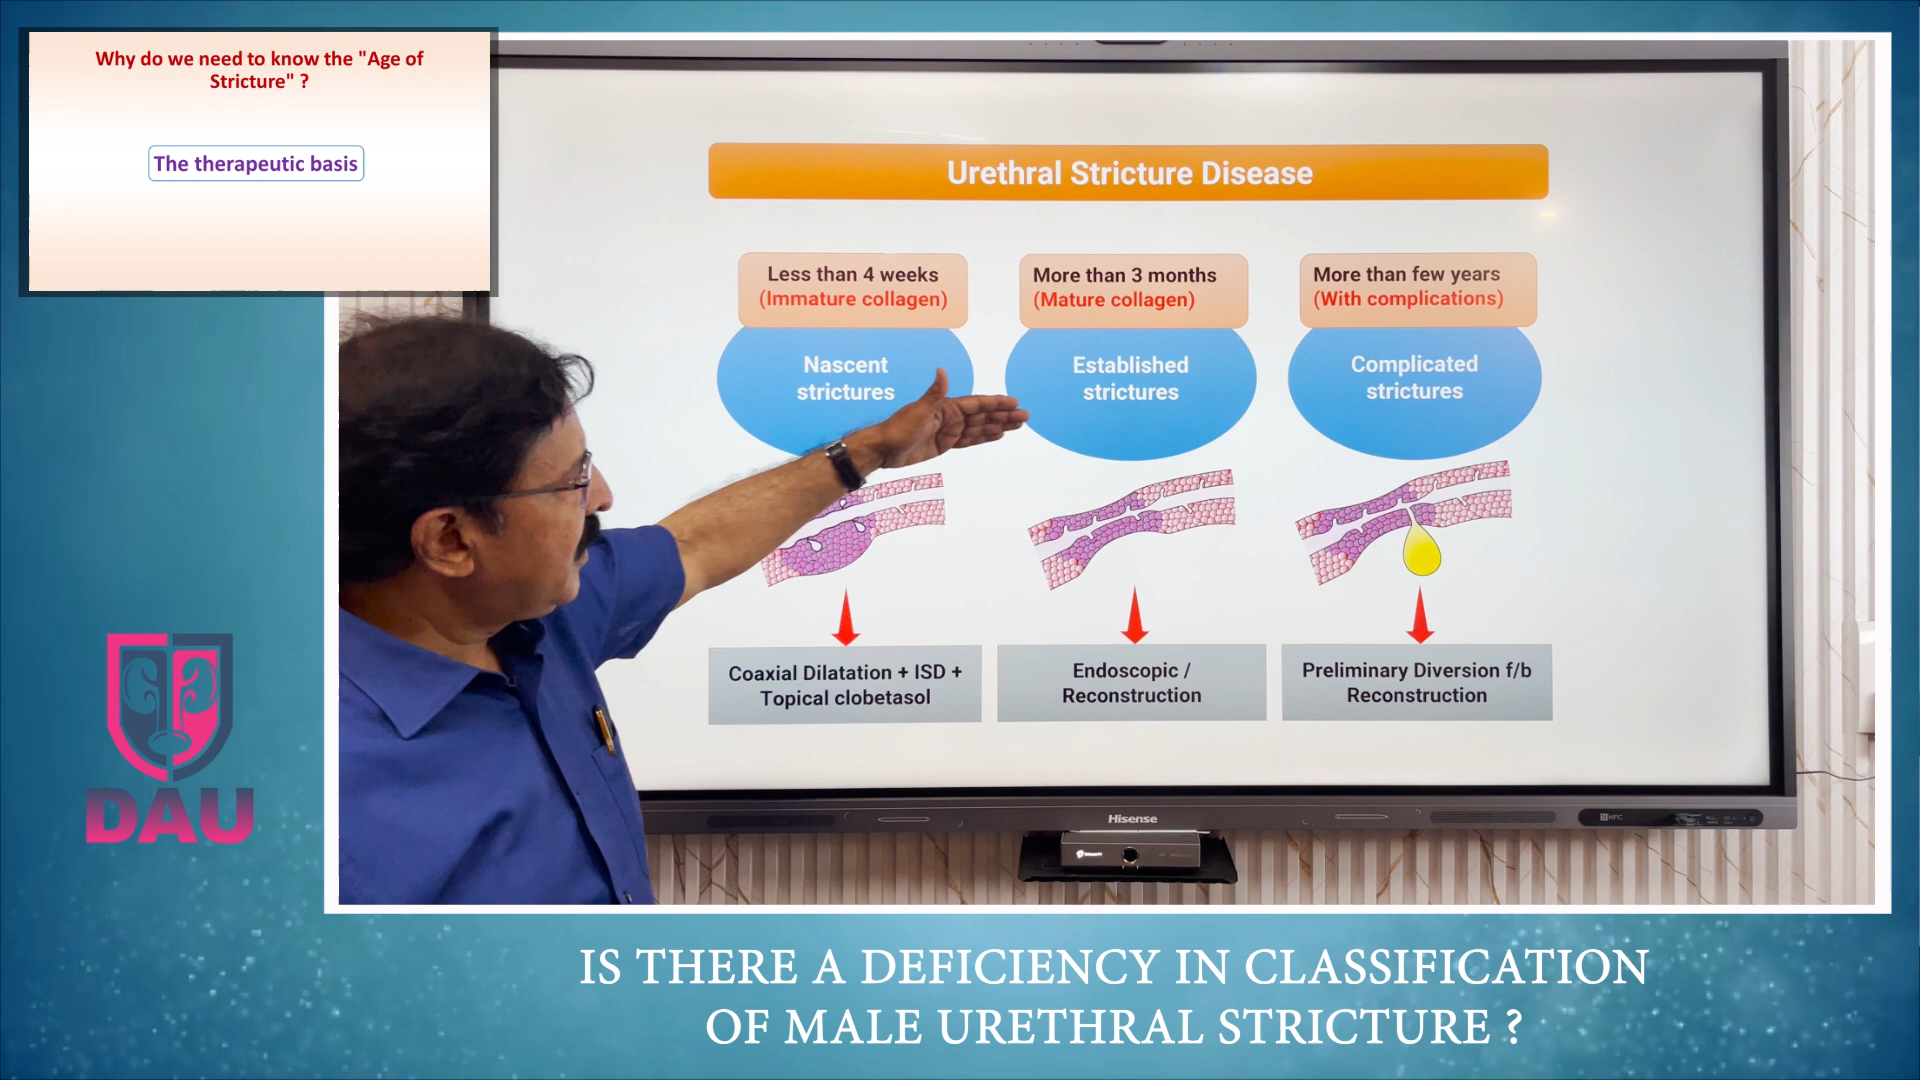 Why do we need to know the "Age of
Stricture" ?
The therapeutic basis
Urethral Stricture Disease
Less than 4 weeks
(Immature collagen)
More than 3 months
(Mature collagen)
More than few years
(With complications)
Nascent
strictures
Established
strictures
Complicated
strictures
Coaxial Dilatation + ISD +
Topical clobetasol
Endoscopic /
Reconstruction
Preliminary Diversion f/b
Reconstruction
Hisense
NFC
DAU
IS THERE A DEFICIENCY IN CLASSIFICATION
OF MALE URETHRAL STRICTURE ?